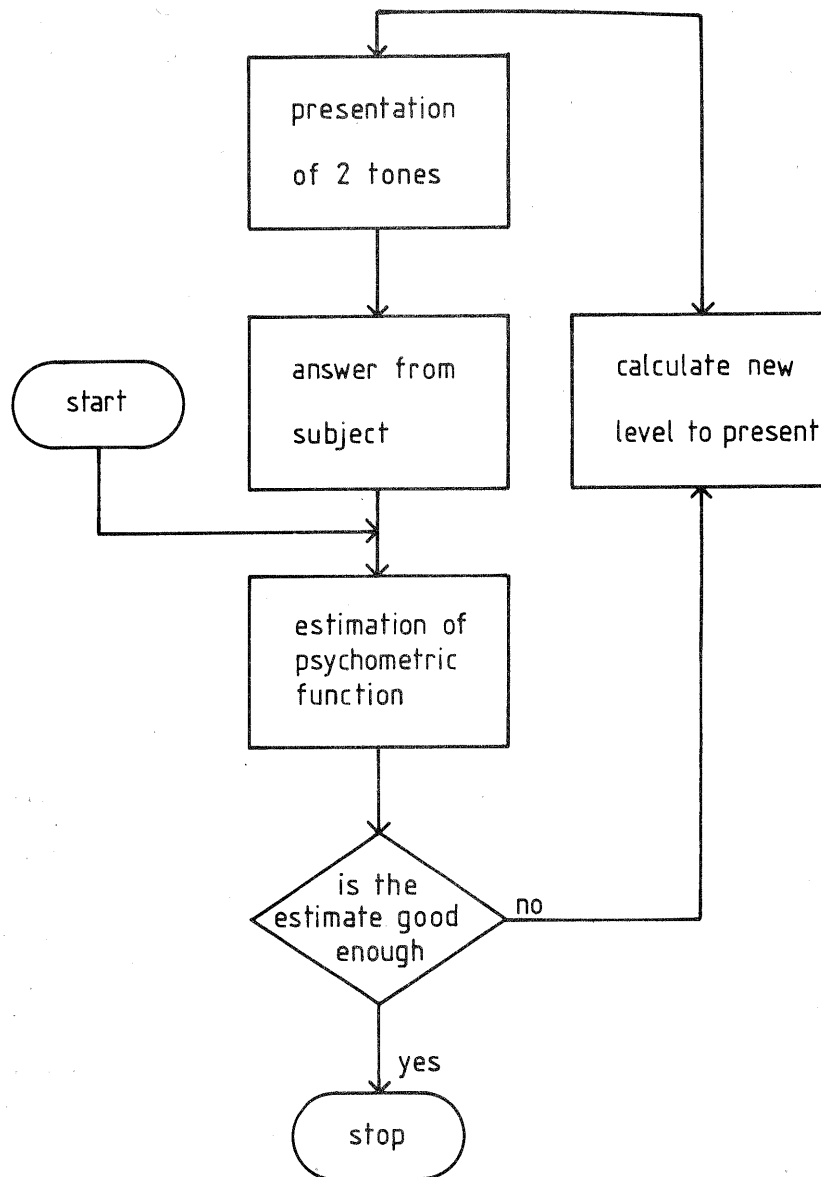 presentation
of 2 tones
answer from
subject
start
calculate new
level to present
estimation of
psychometric
function
is the
estimate good
enough
no
yes
stop